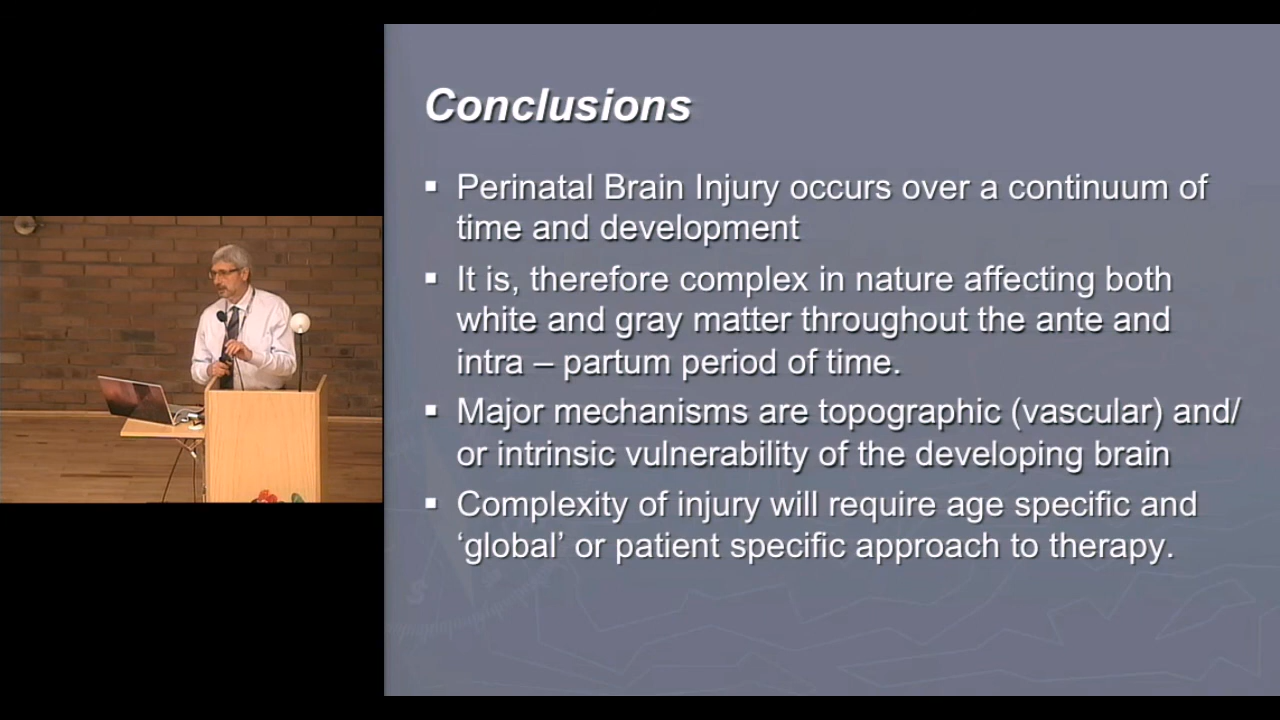 Conclusions
▪ Perinatal Brain Injury occurs over a continuum of
time and development
▪ It is, therefore complex in nature affecting both
white and gray matter throughout the ante and
intra – partum period of time.
▪ Major mechanisms are topographic (vascular) and/
or intrinsic vulnerability of the developing brain
▪ Complexity of injury will require age specific and
‘global’ or patient specific approach to therapy.